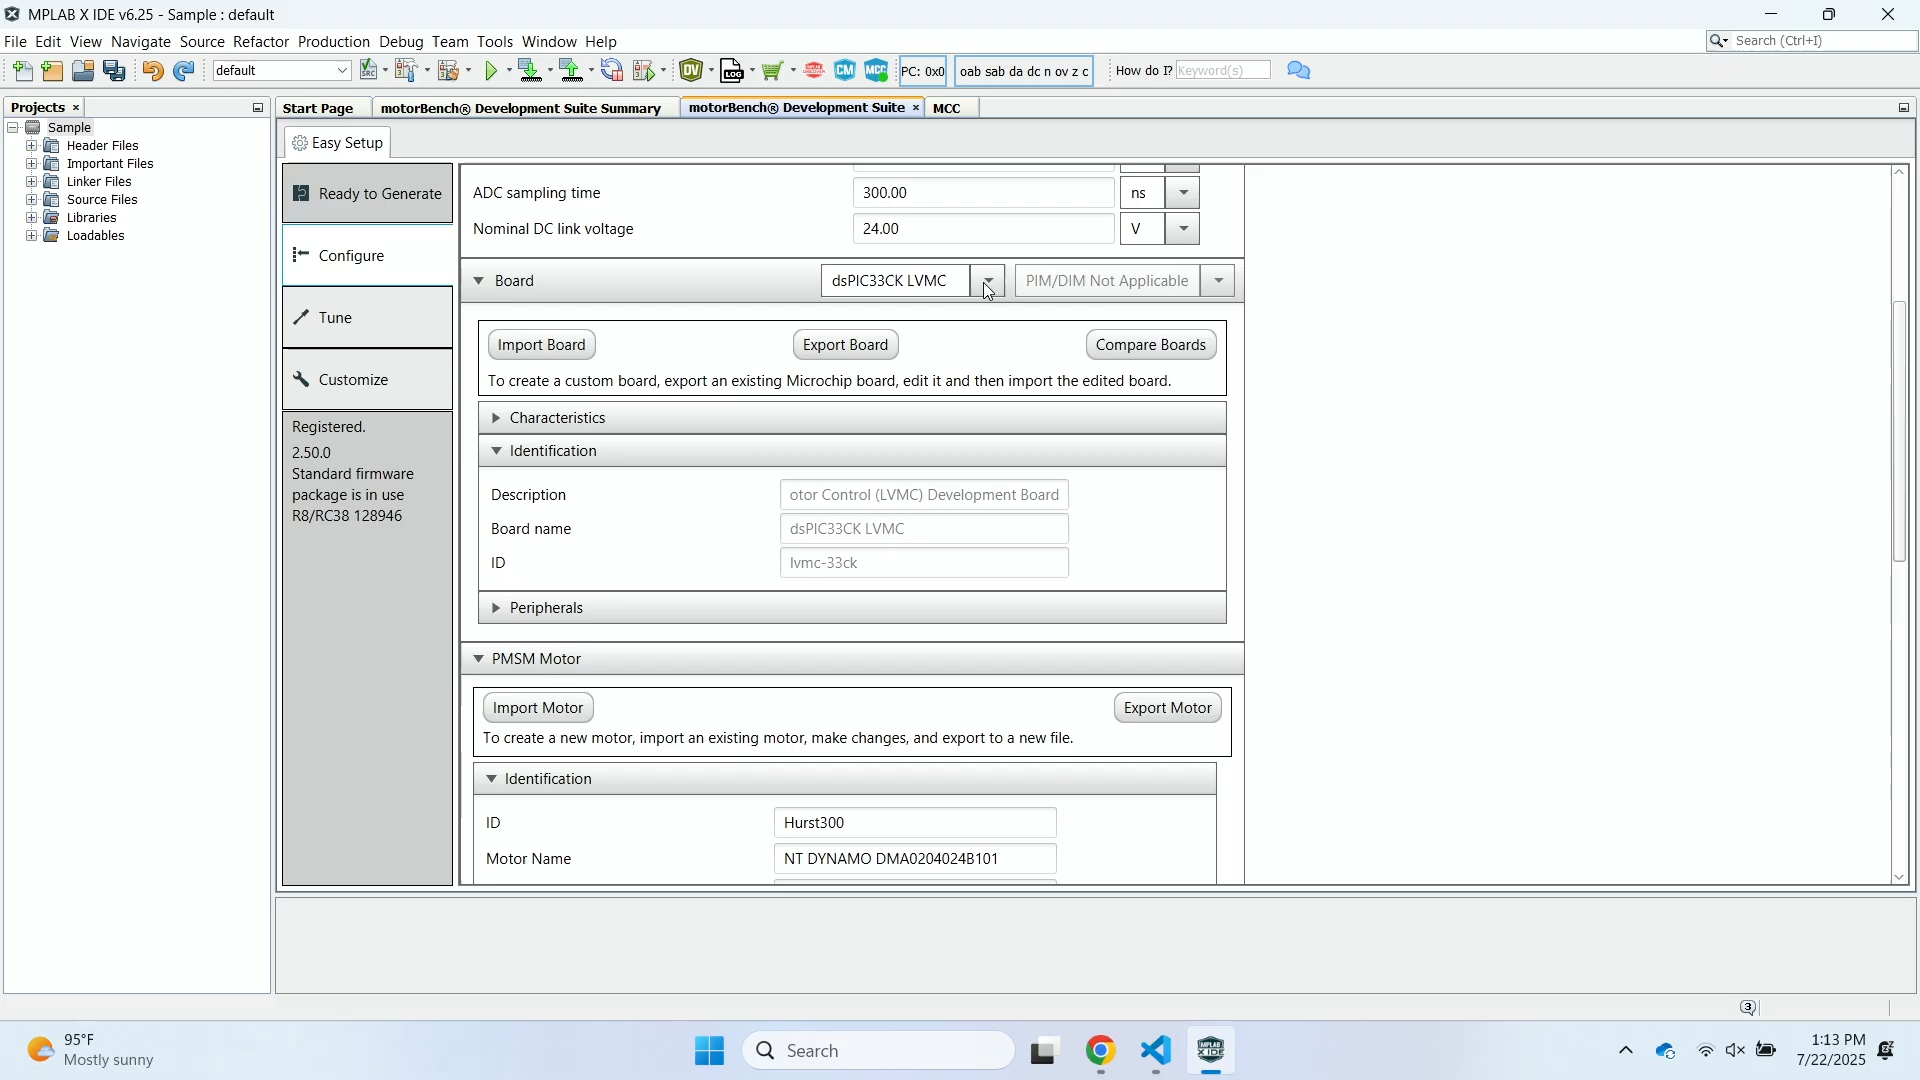 MPLAB X IDE v6.25 - Sample : default
File Edit View Navigate Source Refactor Production Debug Team Tools Window Help
Search (Ctrl+I)
default
PC: 0x0
oab sab da dc n ov z c
How do I? Keyword(s)
Projects
Start Page
motorBench® Development Suite Summary
motorBench® Development Suite
MCC
Sample
Header Files
Important Files
Linker Files
Source Files
Libraries
Loadables
Easy Setup
Ready to Generate
Configure
Tune
Customize
Registered.
2.50.0
Standard firmware
package is in use
R8/RC38 128946
ADC sampling time 300.00 ns
Nominal DC link voltage 24.00 V
Board dsPIC33CK LVMC PIM/DIM Not Applicable
Import Board Export Board Compare Boards
To create a custom board, export an existing Microchip board, edit it and then import the edited board.
Characteristics
Identification
Description otor Control (LVMC) Development Board
Board name dsPIC33CK LVMC
ID lvmc-33ck
Peripherals
PMSM Motor
Import Motor Export Motor
To create a new motor, import an existing motor, make changes, and export to a new file.
Identification
ID Hurst300
Motor Name NT DYNAMO DMA0204024B101
3
95°F
Mostly sunny
Search
1:13 PM
7/22/2025